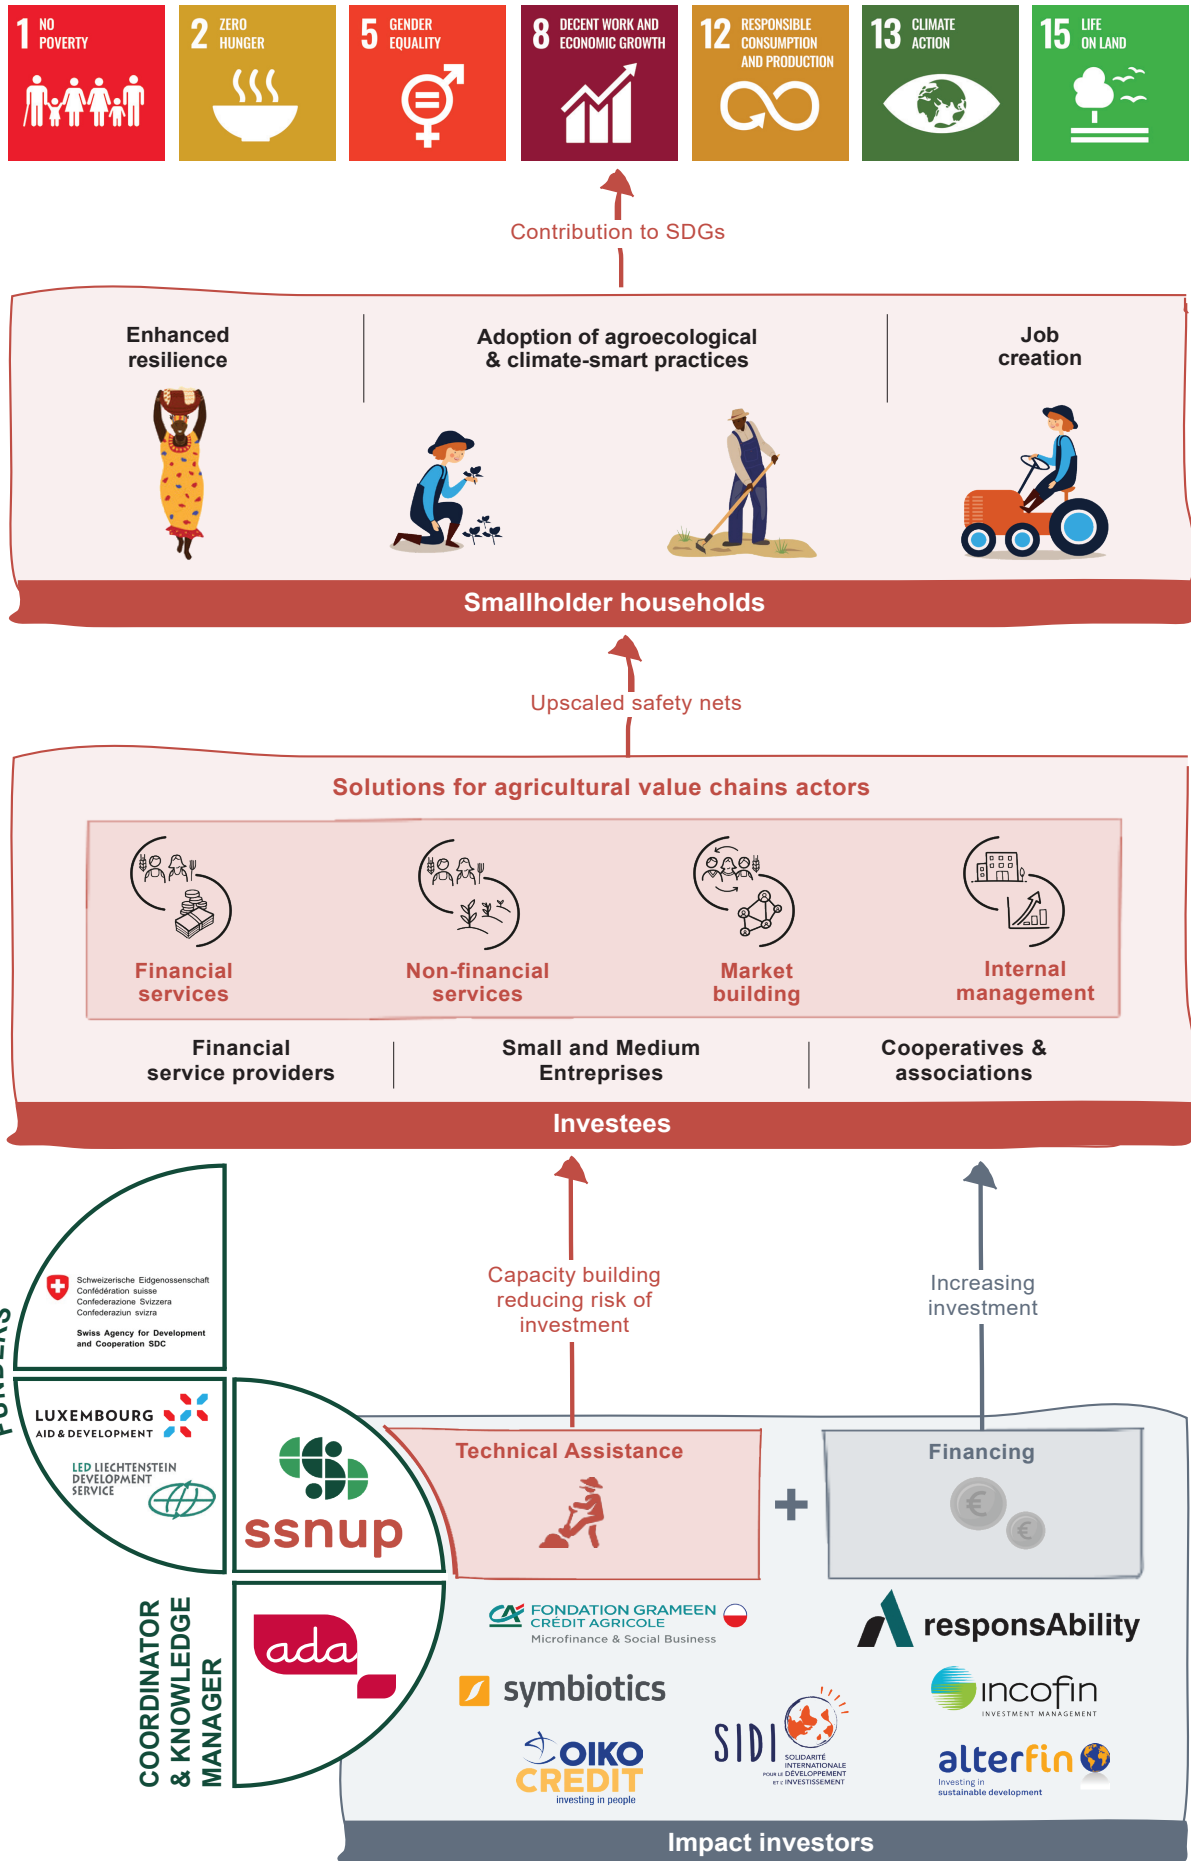 1 NO
POVERTY
2 ZERO
HUNGER
5 GENDER
EQUALITY
8 DECENT WORK AND
ECONOMIC GROWTH
12 RESPONSIBLE
CONSUMPTION
AND PRODUCTION
13 CLIMATE
ACTION
15 LIFE
ON LAND
Contribution to SDGs
Enhanced
resilience
Adoption of agroecological
& climate-smart practices
Job
creation
Smallholder households
Upscaled safety nets
Solutions for agricultural value chains actors
Financial
services
Non-financial
services
Market
building
Internal
management
Financial
service providers
Small and Medium
Entreprises
Cooperatives &
associations
Investees
Capacity building
reducing risk of
investment
Increasing
investment
FUNDERS
Schweizerische Eidgenossenschaft
Confédération suisse
Confederazione Svizzera
Confederaziun svizra
Swiss Agency for Development
and Cooperation SDC
LUXEMBOURG
AID & DEVELOPMENT
LED LIECHTENSTEIN
DEVELOPMENT
SERVICE
ssnup
COORDINATOR
& KNOWLEDGE
MANAGER
ada
Technical Assistance
+
Financing
€
€
CA FONDATION GRAMEEN
CRÉDIT AGRICOLE
Microfinance & Social Business
responsAbility
symbiotics
incofin
INVESTMENT MANAGEMENT
SIDI
SOLIDARITÉ
INTERNATIONALE
POUR LE DÉVELOPPEMENT
ET L'INVESTISSEMENT
OIKO
CREDIT
investing in people
alterfin
Investing in
sustainable development
Impact investors